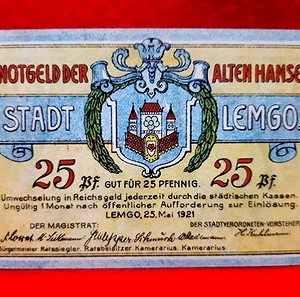 NOTGELD DER ALTEN HANSE
STADT LEMGO
25 Pf. 25 Pf.
GUT FÜR 25 PFENNIG.
Umwechselung in Reichsgeld jederzeit durch die städtischen Kassen.
Ungültig 1 Monat nach öffentlicher Aufforderung zur Einlösung.
LEMGO, 25. MAI 1921
DER MAGISTRAT: DER STADTVERORDNETEN-VORSTEHER
Bürgermeister. Ratssiegler. Ratsbeisitzer. Kämerarius. Kamerarius.